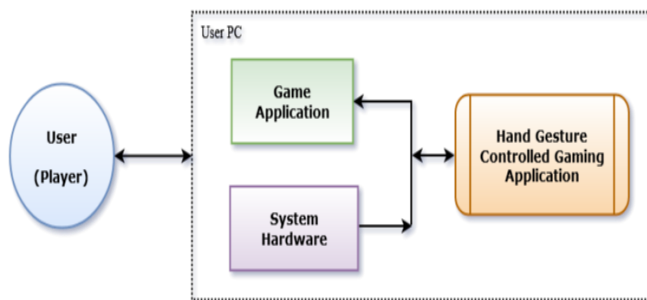 User PC
User
(Player)
Game
Application
System
Hardware
Hand Gesture
Controlled Gaming
Application